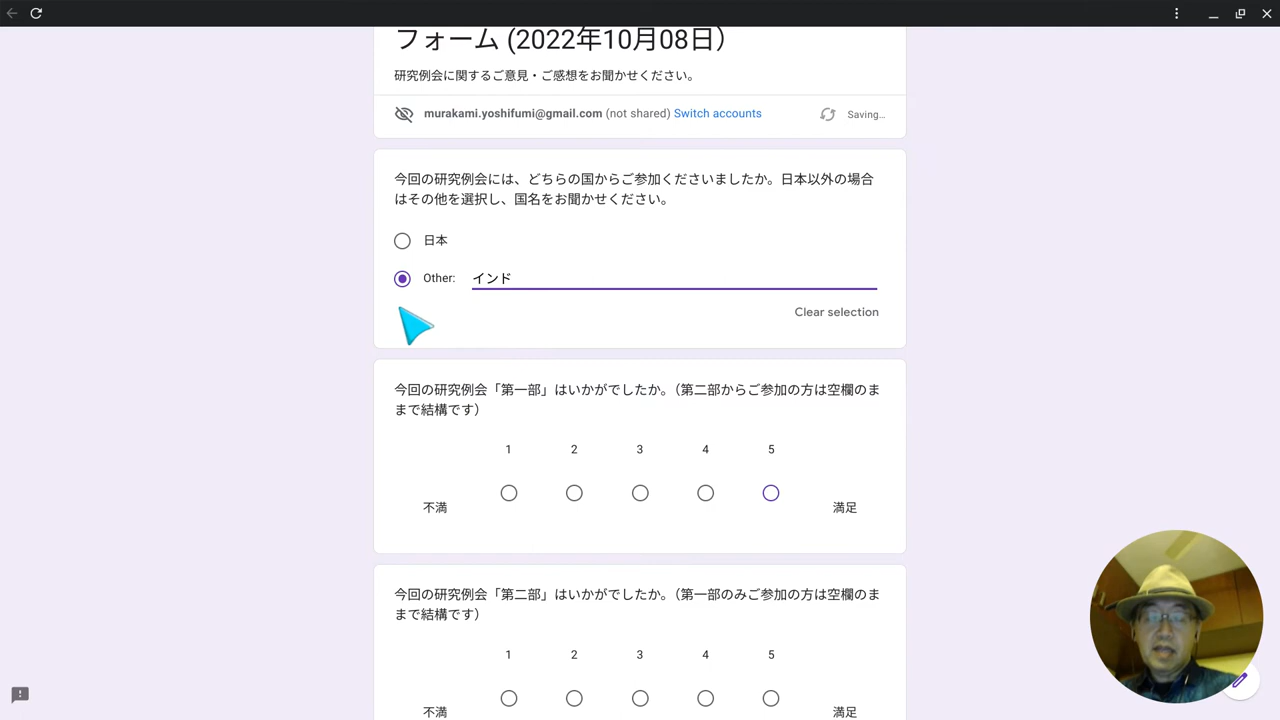 フォーム (2022年10月08日)
研究例会に関するご意見・ご感想をお聞かせください。
murakami.yoshifumi@gmail.com (not shared) Switch accounts
Saving...
今回の研究例会には、どちらの国からご参加くださいましたか。日本以外の場合
はその他を選択し、国名をお聞かせください。
日本
Other: インド
Clear selection
今回の研究例会「第一部」はいかがでしたか。（第二部からご参加の方は空欄のま
まで結構です）
1 2 3 4 5
不満 満足
今回の研究例会「第二部」はいかがでしたか。（第一部のみご参加の方は空欄のま
まで結構です）
1 2 3 4 5
不満 満足